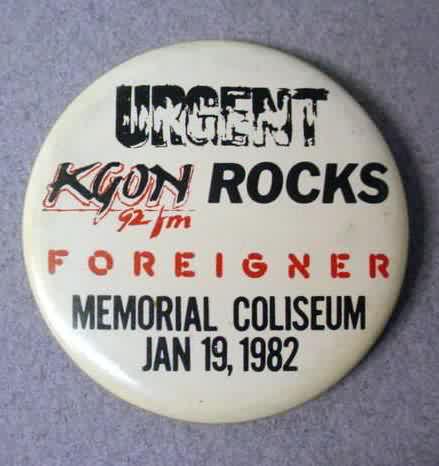 URGENT
KGON ROCKS
92 fm
FOREIGNER
MEMORIAL COLISEUM
JAN 19, 1982